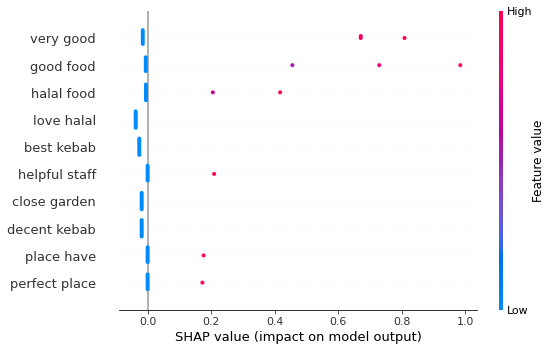 High
very good
good food
halal food
love halal
best kebab
helpful staff
close garden
decent kebab
place have
perfect place
Feature value
Low
0.0 0.2 0.4 0.6 0.8 1.0
SHAP value (impact on model output)